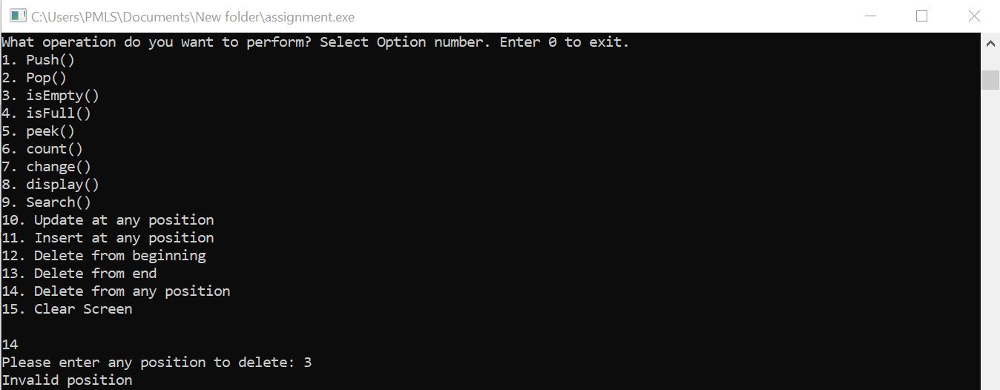 C:\Users\PMLS\Documents\New folder\assignment.exe
What operation do you want to perform? Select Option number. Enter 0 to exit.
1. Push()
2. Pop()
3. isEmpty()
4. isFull()
5. peek()
6. count()
7. change()
8. display()
9. Search()
10. Update at any position
11. Insert at any position
12. Delete from beginning
13. Delete from end
14. Delete from any position
15. Clear Screen
14
Please enter any position to delete: 3
Invalid position